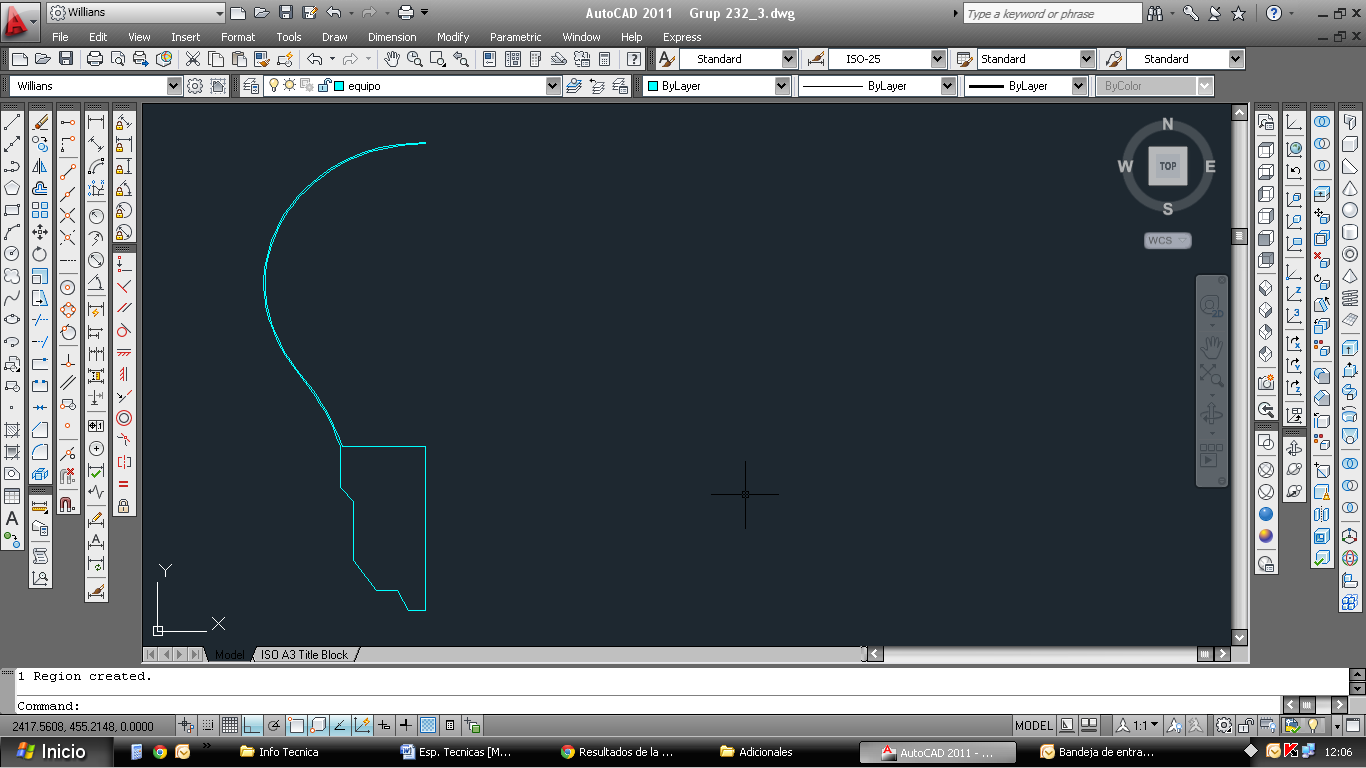 Willians
AutoCAD 2011 Grup 232_3.dwg
Type a keyword or phrase
File Edit View Insert Format Tools Draw Dimension Modify Parametric Window Help Express
Standard ISO-25 Standard Standard
Willians equipo ByLayer ByLayer ByLayer ByColor
N
W TOP E
S
WCS
2D
Z
3
X
Y
Z
A
A
Y
X
Model ISO A3 Title Block
1 Region created.
Command:
2417.5608, 455.2148, 0.0000 MODEL 1:1
Inicio Info Tecnica Esp. Tecnicas [M... Resultados de la ... Adicionales AutoCAD 2011 - ... Bandeja de entra... 12:06